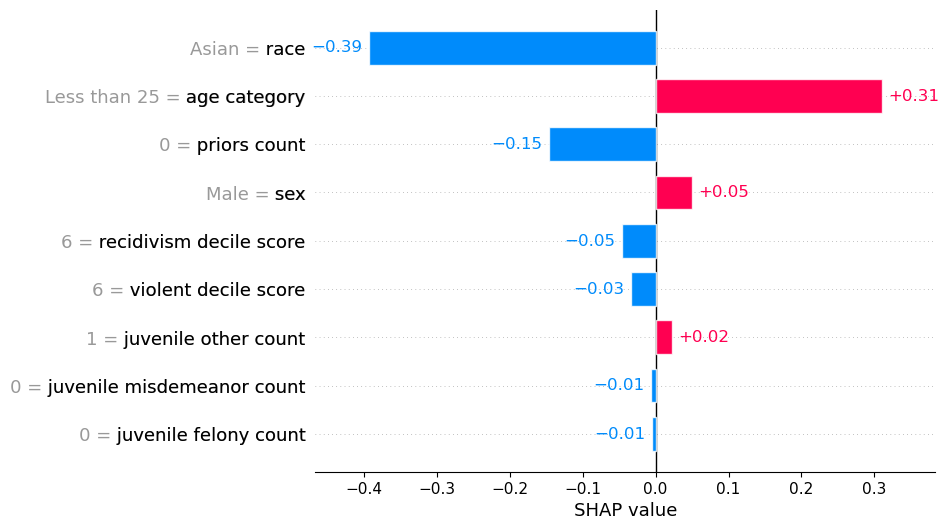 Asian = race −0.39
Less than 25 = age category +0.31
0 = priors count −0.15
Male = sex +0.05
6 = recidivism decile score −0.05
6 = violent decile score −0.03
1 = juvenile other count +0.02
0 = juvenile misdemeanor count −0.01
0 = juvenile felony count −0.01
−0.4 −0.3 −0.2 −0.1 0.0 0.1 0.2 0.3
SHAP value